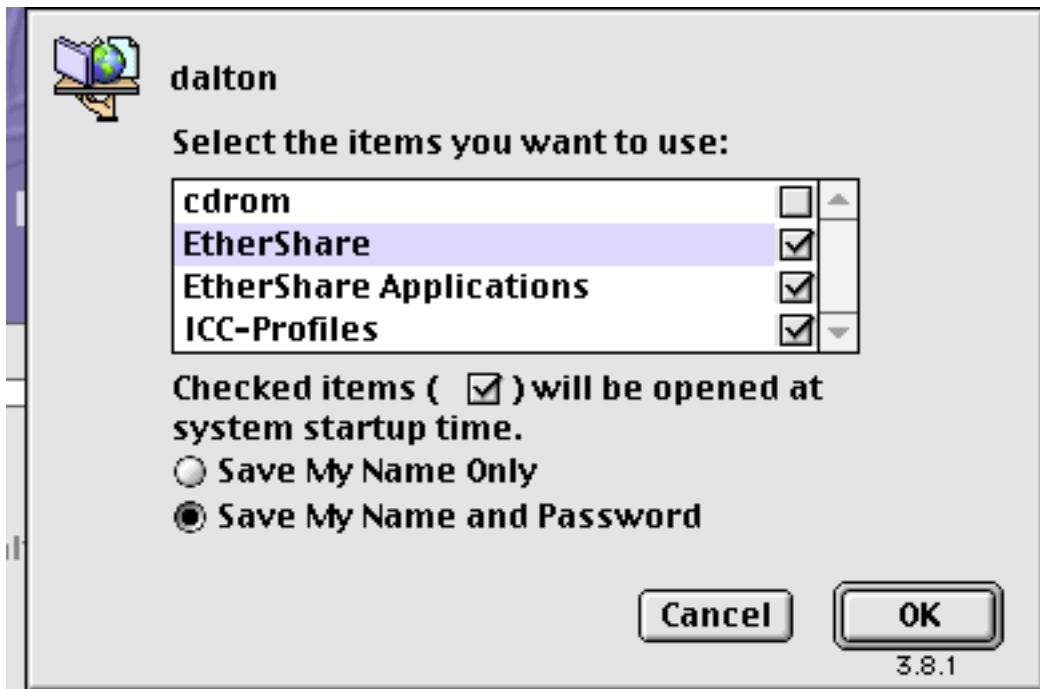 dalton
Select the items you want to use:
cdrom
EtherShare
EtherShare Applications
ICC-Profiles
Checked items ( ) will be opened at
system startup time.
Save My Name Only
Save My Name and Password
Cancel
OK
3.8.1